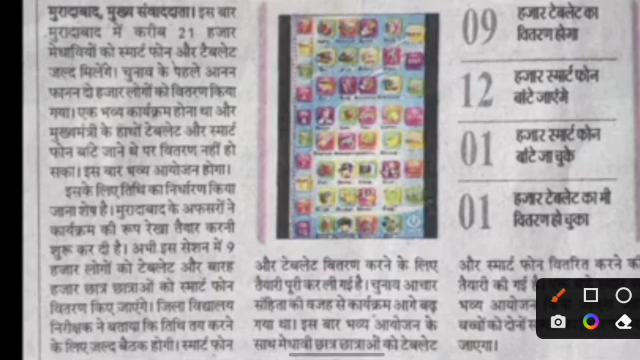 मुरादाबाद, मुख्य संवाददाता। इस बार
मुरादाबाद में करीब 21 हजार
मेधावियों को स्मार्ट फोन और टैबलेट
जल्द मिलेंगे। चुनाव के पहले आनन
फानन दो हजार लोगों को वितरण किया
गया। एक भव्य कार्यक्रम होना था और
मुख्यमंत्री के हाथों टेबलेट और स्मार्ट
फोन बांटे जाने थे पर वितरण नहीं हो
सका। इस बार भव्य आयोजन होगा।
इसके लिए तिथि का निर्धारण किया
जाना शेष है। मुरादाबाद के अफसरों ने
कार्यक्रम की रूप रेखा तैयार करनी
शुरू कर दी है। अभी इस सेशन में 9
हजार लोगों को टेबलेट और बारह
हजार छात्र छात्राओं को स्मार्ट फोन
वितरण किए जाएंगे। जिला विद्यालय
निरीक्षक ने बताया कि तिथि तय करने
के लिए जल्द बैठक होगी। स्मार्ट फोन
और टेबलेट बितरण करने के लिए
तैयारी पूरी कर ली गई है। चुनाव आचार
संहिता की वजह से कार्यक्रम आगे बढ़
गया था। इस बार भव्य आयोजन के
साथ मेधावी छात्र छात्राओं को टेबलेट
09 हजार टेबलेट का
वितरण होगा
12 हजार स्मार्ट फोन
बांटे जाएंगे
01 हजार स्मार्ट फोन
बांटे जा चुके
01 हजार टेबलेट का भी
वितरण हो चुका
और स्मार्ट फोन वितरित करने की
तैयारी की गई है
भव्य आयोजन
बच्चों को दोनों
जाएगा।